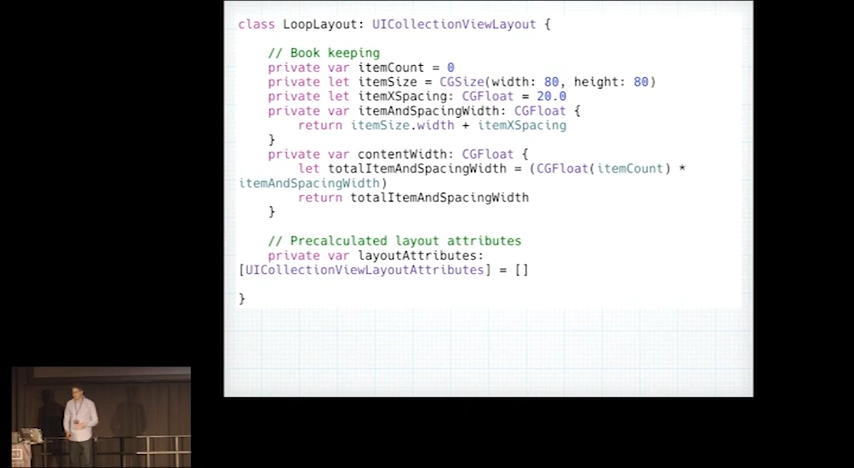 class LoopLayout: UICollectionViewLayout {
// Book keeping
private var itemCount = 0
private let itemSize = CGSize(width: 80, height: 80)
private let itemXSpacing: CGFloat = 20.0
private var itemAndSpacingWidth: CGFloat {
return itemSize.width + itemXSpacing
}
private var contentWidth: CGFloat {
let totalItemAndSpacingWidth = (CGFloat(itemCount) *
itemAndSpacingWidth)
return totalItemAndSpacingWidth
}
// Precalculated layout attributes
private var layoutAttributes:
[UICollectionViewLayoutAttributes] = []
}